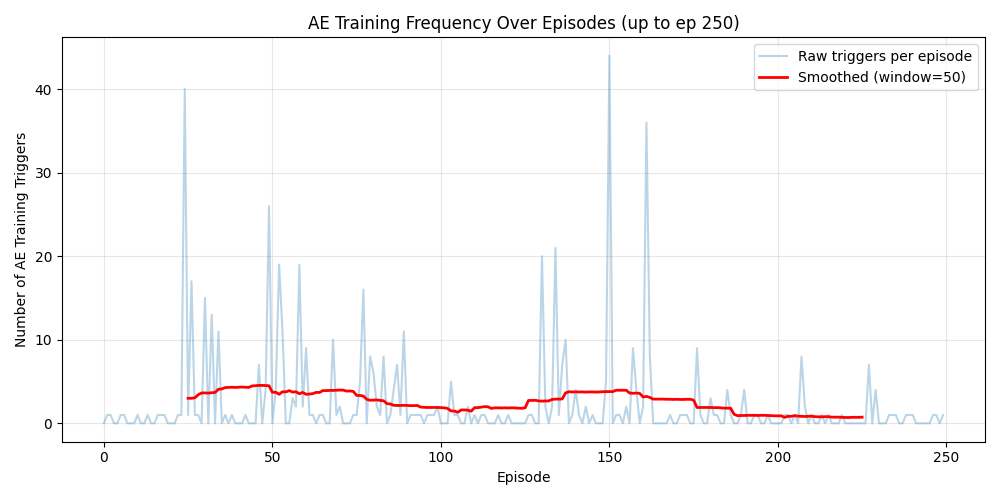 AE Training Frequency Over Episodes (up to ep 250)
Raw triggers per episode
Smoothed (window=50)
Number of AE Training Triggers
40
30
20
10
0
0 50 100 150 200 250
Episode